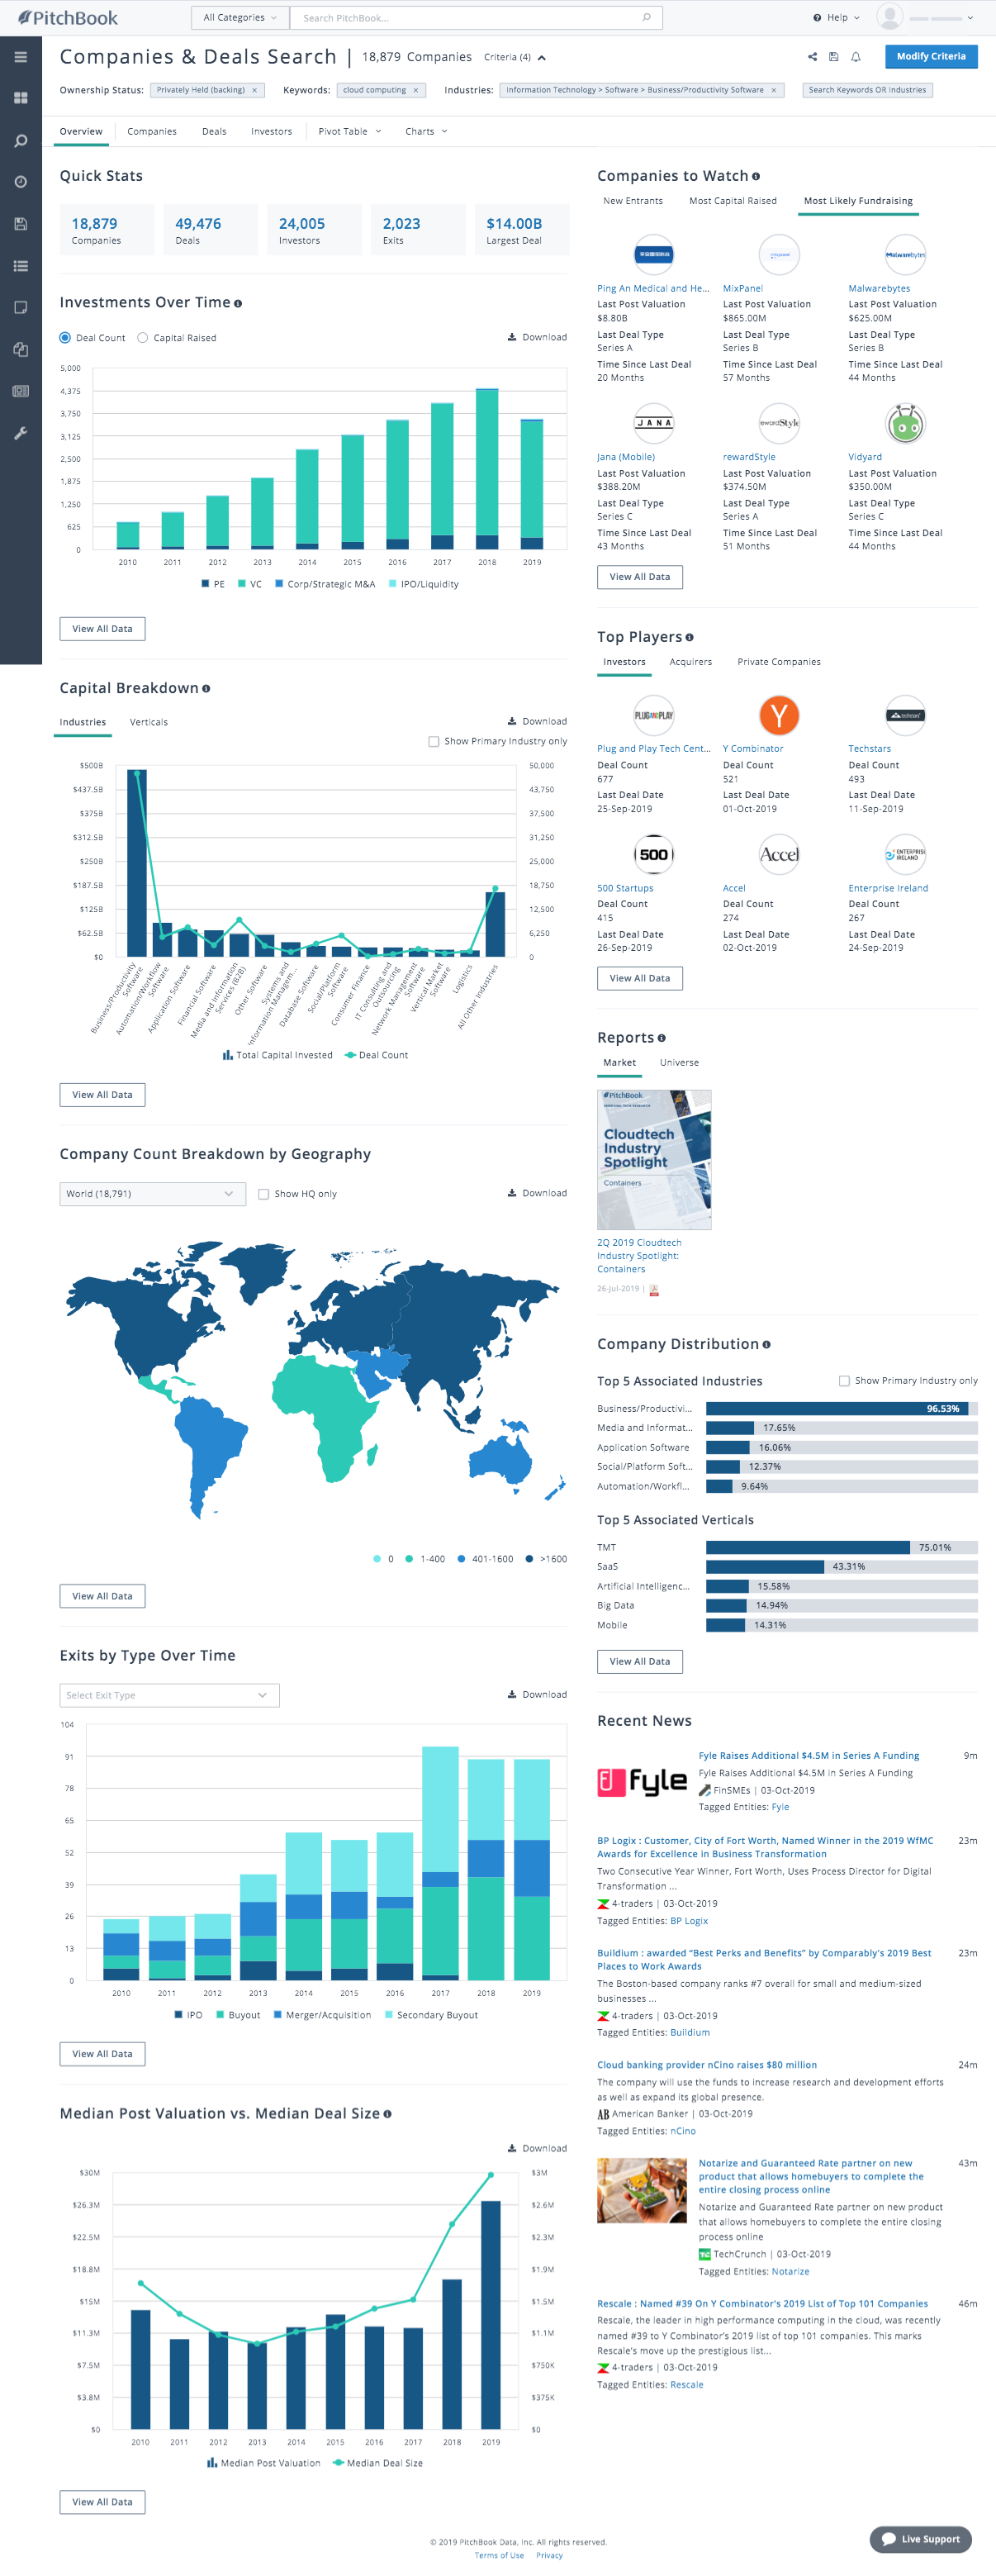 PitchBook
All Categories
Search PitchBook...
Help
Companies & Deals Search | 18,879 Companies Criteria (4)
Modify Criteria
Ownership Status: Privately Held (backing) × Keywords: cloud computing × Industries: Information Technology > Software > Business/Productivity Software × Search Keywords OR Industries
Overview Companies Deals Investors Pivot Table Charts
Quick Stats
18,879 49,476 24,005 2,023 $14.00B
Companies Deals Investors Exits Largest Deal
Investments Over Time
Deal Count Capital Raised Download
5,000
4,375
3,750
3,125
2,500
1,875
1,250
625
0
2010 2011 2012 2013 2014 2015 2016 2017 2018 2019
PE VC Corp/Strategic M&A IPO/Liquidity
View All Data
Capital Breakdown
Industries Verticals Download
Show Primary Industry only
$500B 50,000
$437.5B 43,750
$375B 37,500
$312.5B 31,250
$250B 25,000
$187.5B 18,750
$125B 12,500
$62.5B 6,250
$0 0
Business/Productivity Software
Automation/Workflow Software
Application Software
Financial Software
Media and Information Services (B2B)
Other Software
Systems and Information Managem...
Database Software
Social/Platform Software
Consumer Finance
IT Consulting and Outsourcing
Network Management Software
Vertical Market Software
Logistics
All Other Industries
Total Capital Invested Deal Count
View All Data
Company Count Breakdown by Geography
World (18,791) Show HQ only Download
0 1-400 401-1600 >1600
View All Data
Exits by Type Over Time
Select Exit Type Download
104
91
78
65
52
39
26
13
0
2010 2011 2012 2013 2014 2015 2016 2017 2018 2019
IPO Buyout Merger/Acquisition Secondary Buyout
View All Data
Median Post Valuation vs. Median Deal Size
Download
$30M $3M
$26.3M $2.6M
$22.5M $2.3M
$18.8M $1.9M
$15M $1.5M
$11.3M $1.1M
$7.5M $750K
$3.8M $375K
$0 $0
2010 2011 2012 2013 2014 2015 2016 2017 2018 2019
Median Post Valuation Median Deal Size
View All Data
Companies to Watch
New Entrants Most Capital Raised Most Likely Fundraising
mixpanel Malwarebytes
Ping An Medical and He... MixPanel Malwarebytes
Last Post Valuation Last Post Valuation Last Post Valuation
$8.80B $865.00M $625.00M
Last Deal Type Last Deal Type Last Deal Type
Series A Series B Series B
Time Since Last Deal Time Since Last Deal Time Since Last Deal
20 Months 57 Months 44 Months
JANA ewardStyl
Jana (Mobile) rewardStyle Vidyard
Last Post Valuation Last Post Valuation Last Post Valuation
$388.20M $374.50M $350.00M
Last Deal Type Last Deal Type Last Deal Type
Series C Series A Series C
Time Since Last Deal Time Since Last Deal Time Since Last Deal
43 Months 51 Months 44 Months
View All Data
Top Players
Investors Acquirers Private Companies
PLUGANDPLAY Y techstars
Plug and Play Tech Cent... Y Combinator Techstars
Deal Count Deal Count Deal Count
677 521 493
Last Deal Date Last Deal Date Last Deal Date
25-Sep-2019 01-Oct-2019 11-Sep-2019
500 Accel ENTERPRISE IRELAND
500 Startups Accel Enterprise Ireland
Deal Count Deal Count Deal Count
415 274 267
Last Deal Date Last Deal Date Last Deal Date
26-Sep-2019 02-Oct-2019 24-Sep-2019
View All Data
Reports
Market Universe
PitchBook
Cloudtech
Industry
Spotlight
Containers
2Q 2019 Cloudtech
Industry Spotlight:
Containers
26-Jul-2019 |
Company Distribution
Top 5 Associated Industries Show Primary Industry only
Business/Productivi... 96.53%
Media and Informat... 17.65%
Application Software 16.06%
Social/Platform Soft... 12.37%
Automation/Workfl... 9.64%
Top 5 Associated Verticals
TMT 75.01%
SaaS 43.31%
Artificial Intelligenc... 15.58%
Big Data 14.94%
Mobile 14.31%
View All Data
Recent News
fyle
Fyle Raises Additional $4.5M in Series A Funding 9m
Fyle Raises Additional $4.5M in Series A Funding
FinSMEs | 03-Oct-2019
Tagged Entities: Fyle
BP Logix : Customer, City of Fort Worth, Named Winner in the 2019 WfMC 23m
Awards for Excellence in Business Transformation
Two Consecutive Year Winner, Fort Worth, Uses Process Director for Digital
Transformation ...
4-traders | 03-Oct-2019
Tagged Entities: BP Logix
Buildium : awarded “Best Perks and Benefits” by Comparably's 2019 Best 23m
Places to Work Awards
The Boston-based company ranks #7 overall for small and medium-sized
businesses ...
4-traders | 03-Oct-2019
Tagged Entities: Buildium
Cloud banking provider nCino raises $80 million 24m
The company will use the funds to increase research and development efforts
as well as expand its global presence.
AB American Banker | 03-Oct-2019
Tagged Entities: nCino
Notarize and Guaranteed Rate partner on new 43m
product that allows homebuyers to complete the
entire closing process online
Notarize and Guaranteed Rate partner on new product
that allows homebuyers to complete the entire closing
process online
TechCrunch | 03-Oct-2019
Tagged Entities: Notarize
Rescale : Named #39 On Y Combinator's 2019 List of Top 101 Companies 46m
Rescale, the leader in high performance computing in the cloud, was recently
named #39 to Y Combinator's 2019 list of top 101 companies. This marks
Rescale's move up the prestigious list...
4-traders | 03-Oct-2019
Tagged Entities: Rescale
© 2019 PitchBook Data, Inc. All rights reserved.
Terms of Use Privacy
Live Support